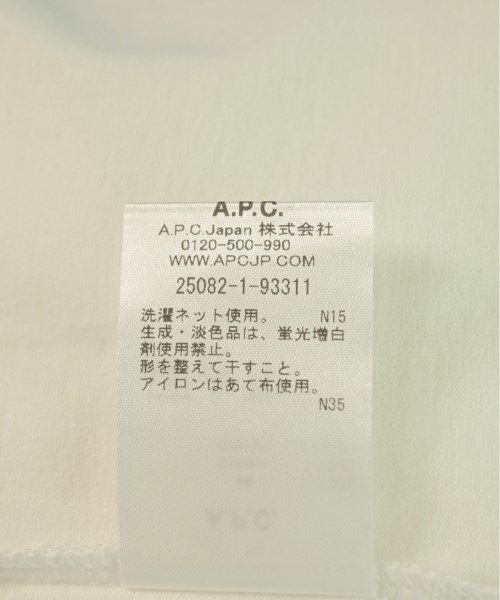 A.P.C.
A.P.C.Japan 株式会社
0120-500-990
WWW.APCJP.COM
25082-1-93311
洗濯ネット使用。 N15
生成・淡色品は、蛍光増白
剤使用禁止。
形を整えて干すこと。
アイロンはあて布使用。
N35
A.P.C.